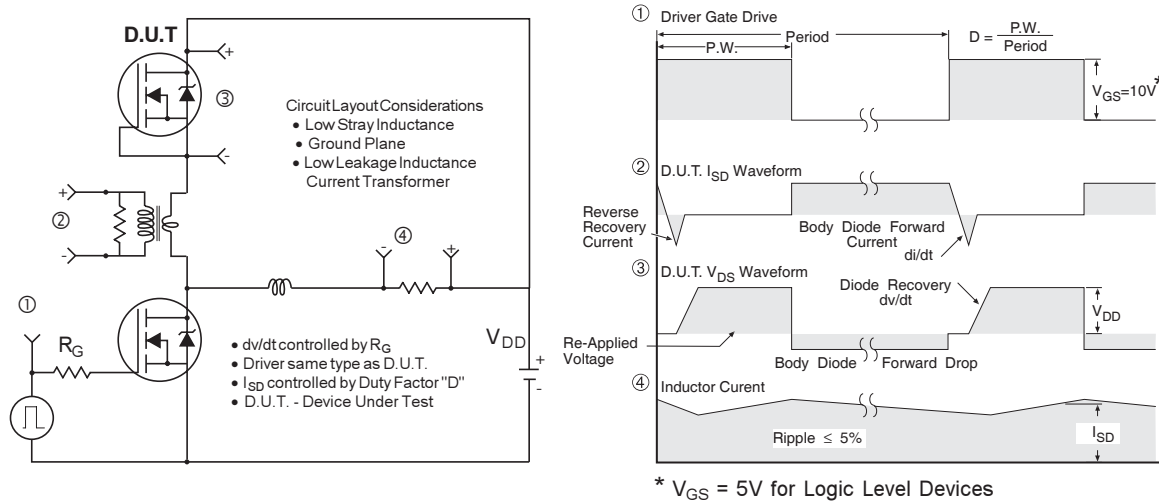 D.U.T
+
③
-
Circuit Layout Considerations
• Low Stray Inductance
• Ground Plane
• Low Leakage Inductance
Current Transformer
+
②
-
④
-
+
①
R_G
• dv/dt controlled by R_G
• Driver same type as D.U.T.
• I_SD controlled by Duty Factor "D"
• D.U.T. - Device Under Test
V_DD
+
-
① Driver Gate Drive
P.W.
Period
D = P.W. / Period
V_GS=10V*
② D.U.T. I_SD Waveform
Reverse
Recovery
Current
Body Diode Forward
Current
di/dt
③ D.U.T. V_DS Waveform
Diode Recovery
dv/dt
V_DD
Re-Applied
Voltage
Body Diode Forward Drop
④ Inductor Curent
Ripple ≤ 5%
I_SD
* V_GS = 5V for Logic Level Devices